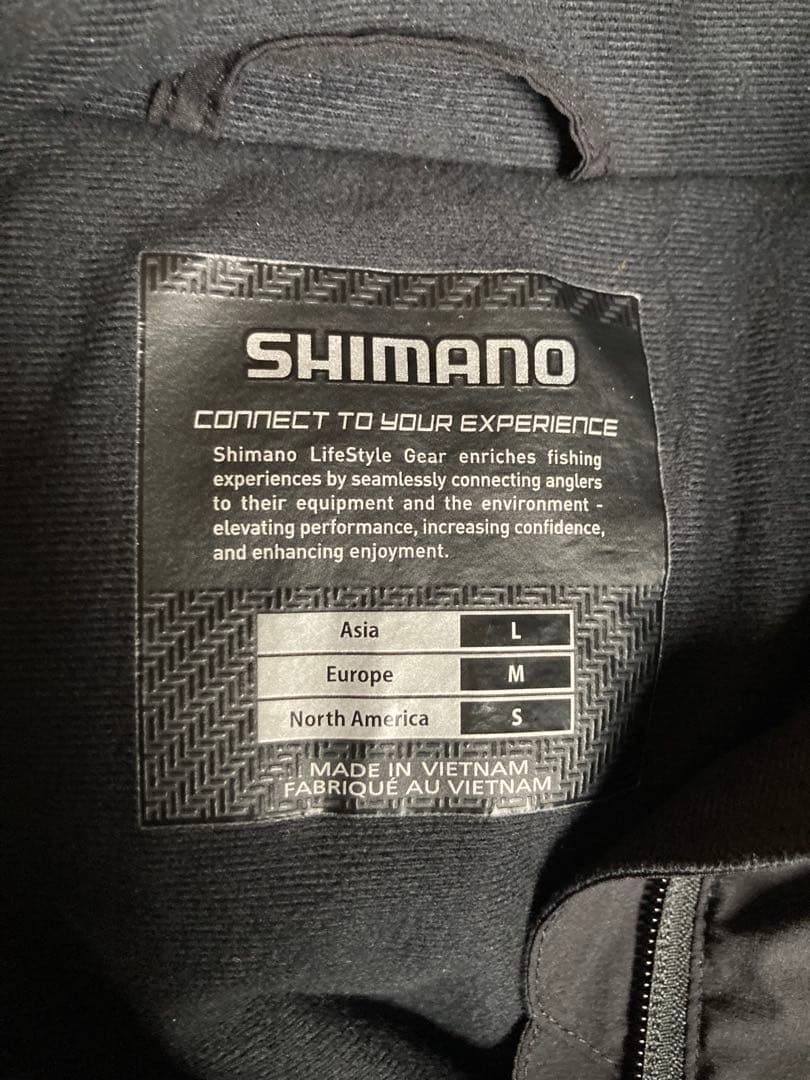 SHIMANO
CONNECT TO YOUR EXPERIENCE
Shimano LifeStyle Gear enriches fishing
experiences by seamlessly connecting anglers
to their equipment and the environment -
elevating performance, increasing confidence,
and enhancing enjoyment.
Asia L
Europe M
North America S
MADE IN VIETNAM
FABRIQUÉ AU VIETNAM